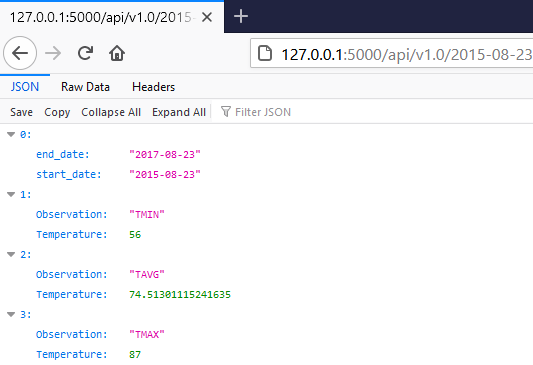 127.0.0.1:5000/api/v1.0/2015-
127.0.0.1:5000/api/v1.0/2015-08-23
JSON Raw Data Headers
Save Copy Collapse All Expand All Filter JSON
0:
end_date: "2017-08-23"
start_date: "2015-08-23"
1:
Observation: "TMIN"
Temperature: 56
2:
Observation: "TAVG"
Temperature: 74.51301115241635
3:
Observation: "TMAX"
Temperature: 87